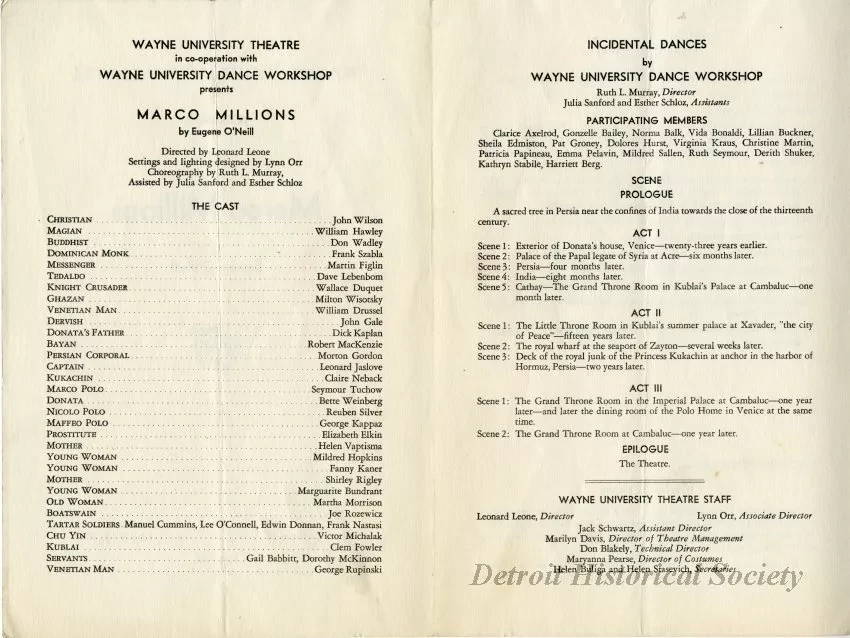 WAYNE UNIVERSITY THEATRE
in co-operation with
WAYNE UNIVERSITY DANCE WORKSHOP
presents
MARCO MILLIONS
by Eugene O'Neill
Directed by Leonard Leone
Settings and lighting designed by Lynn Orr
Choreography by Ruth L. Murray,
Assisted by Julia Sanford and Esther Schloz
THE CAST
CHRISTIAN John Wilson
MAGIAN William Hawley
BUDDHIST Don Wadley
DOMINICAN MONK Frank Szabla
MESSENGER Martin Figlin
TEDALDO Dave Lebenbom
KNIGHT CRUSADER Wallace Duquet
GHAZAN Milton Wisotsky
VENETIAN MAN William Drussel
DERVISH John Gale
DONATA'S FATHER Dick Kaplan
BAYAN Robert MacKenzie
PERSIAN CORPORAL Morton Gordon
CAPTAIN Leonard Jaslove
KUKACHIN Claire Neback
MARCO POLO Seymour Tuchow
DONATA Bette Weinberg
NICOLO POLO Reuben Silver
MAFFEO POLO George Kappaz
PROSTITUTE Elizabeth Elkin
MOTHER Helen Vaptisma
YOUNG WOMAN Mildred Hopkins
YOUNG WOMAN Fanny Kaner
MOTHER Shirley Rigley
YOUNG WOMAN Marguarite Bundrant
OLD WOMAN Martha Morrison
BOATSWAIN Joe Rozewicz
TARTAR SOLDIERS Manuel Cummins, Lee O'Connell, Edwin Donnan, Frank Nastasi
CHU YIN Victor Michalak
KUBLAI Clem Fowler
SERVANTS Gail Babbitt, Dorothy McKinnon
VENETIAN MAN George Rupinski
INCIDENTAL DANCES
by
WAYNE UNIVERSITY DANCE WORKSHOP
Ruth L. Murray, Director
Julia Sanford and Esther Schloz, Assistants
PARTICIPATING MEMBERS
Clarice Axelrod, Gonzelle Bailey, Norma Balk, Vida Bonaldi, Lillian Buckner,
Sheila Edmiston, Pat Groney, Dolores Hurst, Virginia Kraus, Christine Martin,
Patricia Papineau, Emma Pelavin, Mildred Sallen, Ruth Seymour, Derith Shuker,
Kathryn Stabile, Harriett Berg.
SCENE
PROLOGUE
A sacred tree in Persia near the confines of India towards the close of the thirteenth
century.
ACT I
Scene 1: Exterior of Donata's house, Venice—twenty-three years earlier.
Scene 2: Palace of the Papal legate of Syria at Acre—six months later.
Scene 3: Persia—four months later.
Scene 4: India—eight months later.
Scene 5: Cathay—The Grand Throne Room in Kublai's Palace at Cambaluc—one
month later.
ACT II
Scene 1: The Little Throne Room in Kublai's summer palace at Xavader, "the city
of Peace"—fifteen years later.
Scene 2: The royal wharf at the seaport of Zayton—several weeks later.
Scene 3: Deck of the royal junk of the Princess Kukachin at anchor in the harbor of
Hormuz, Persia—two years later.
ACT III
Scene 1: The Grand Throne Room in the Imperial Palace at Cambaluc—one year
later—and later the dining room of the Polo Home in Venice at the same
time.
Scene 2: The Grand Throne Room at Cambaluc—one year later.
EPILOGUE
The Theatre.
WAYNE UNIVERSITY THEATRE STAFF
Leonard Leone, Director Lynn Orr, Associate Director
Jack Schwartz, Assistant Director
Marilyn Davis, Director of Theatre Management
Don Blakely, Technical Director
Maryanna Pearse, Director of Costumes
Helen Biliga and Helen Stasevich, Secretaries
Detroit Historical Society